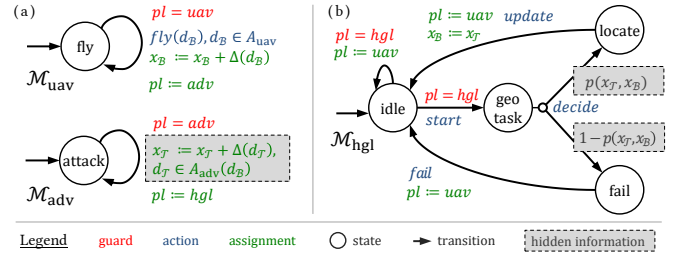 (a)
pl = uav
fly(d_ℬ), d_ℬ ∈ A_uav
x_ℬ := x_ℬ + Δ(d_ℬ)
pl := adv
fly
ℳ_uav
pl = adv
x_𝒯 := x_𝒯 + Δ(d_𝒯),
d_𝒯 ∈ A_adv(d_ℬ)
pl := hgl
attack
ℳ_adv
(b)
pl := uav update
x_ℬ := x_𝒯
locate
pl = hgl
pl := uav
p(x_𝒯, x_ℬ)
idle
pl = hgl
start
geo
task
decide
ℳ_hgl
1−p(x_𝒯,x_ℬ)
fail
pl := uav
fail
Legend guard action assignment state transition hidden information